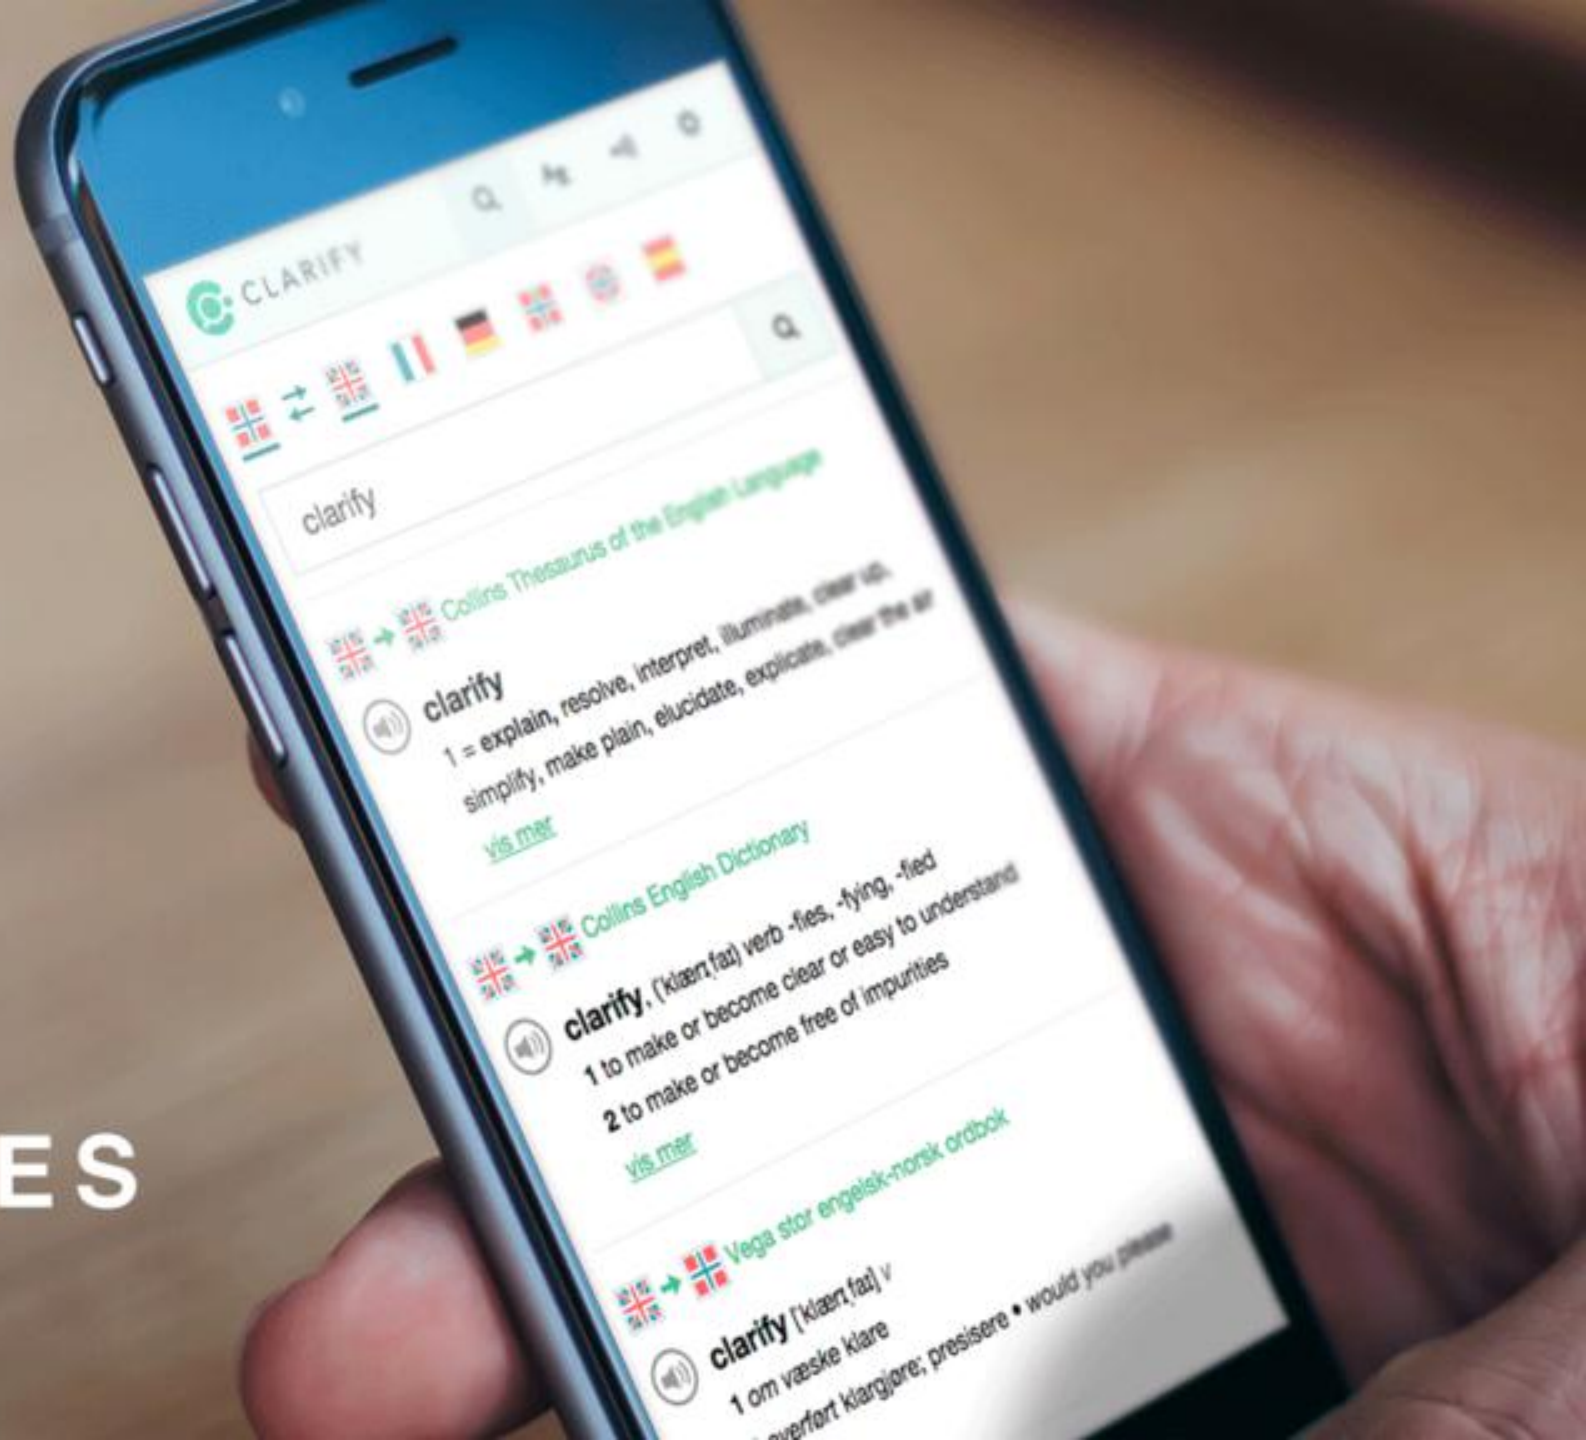 CLARIFY
clarify
Collins Thesaurus of the English Language
clarify
1 = explain, resolve, interpret, illuminate, clear up,
simplify, make plain, elucidate, explicate, clear the air
vis mer
Collins English Dictionary
clarify, (ˈklærɪˌfaɪ) verb -fies, -fying, -fied
1 to make or become clear or easy to understand
2 to make or become free of impurities
vis mer
Vega stor engelsk-norsk ordbok
clarify [ˈklærɪˌfaɪ] v
1 om væske klare
overført klargjøre; presisere • would you please
ES